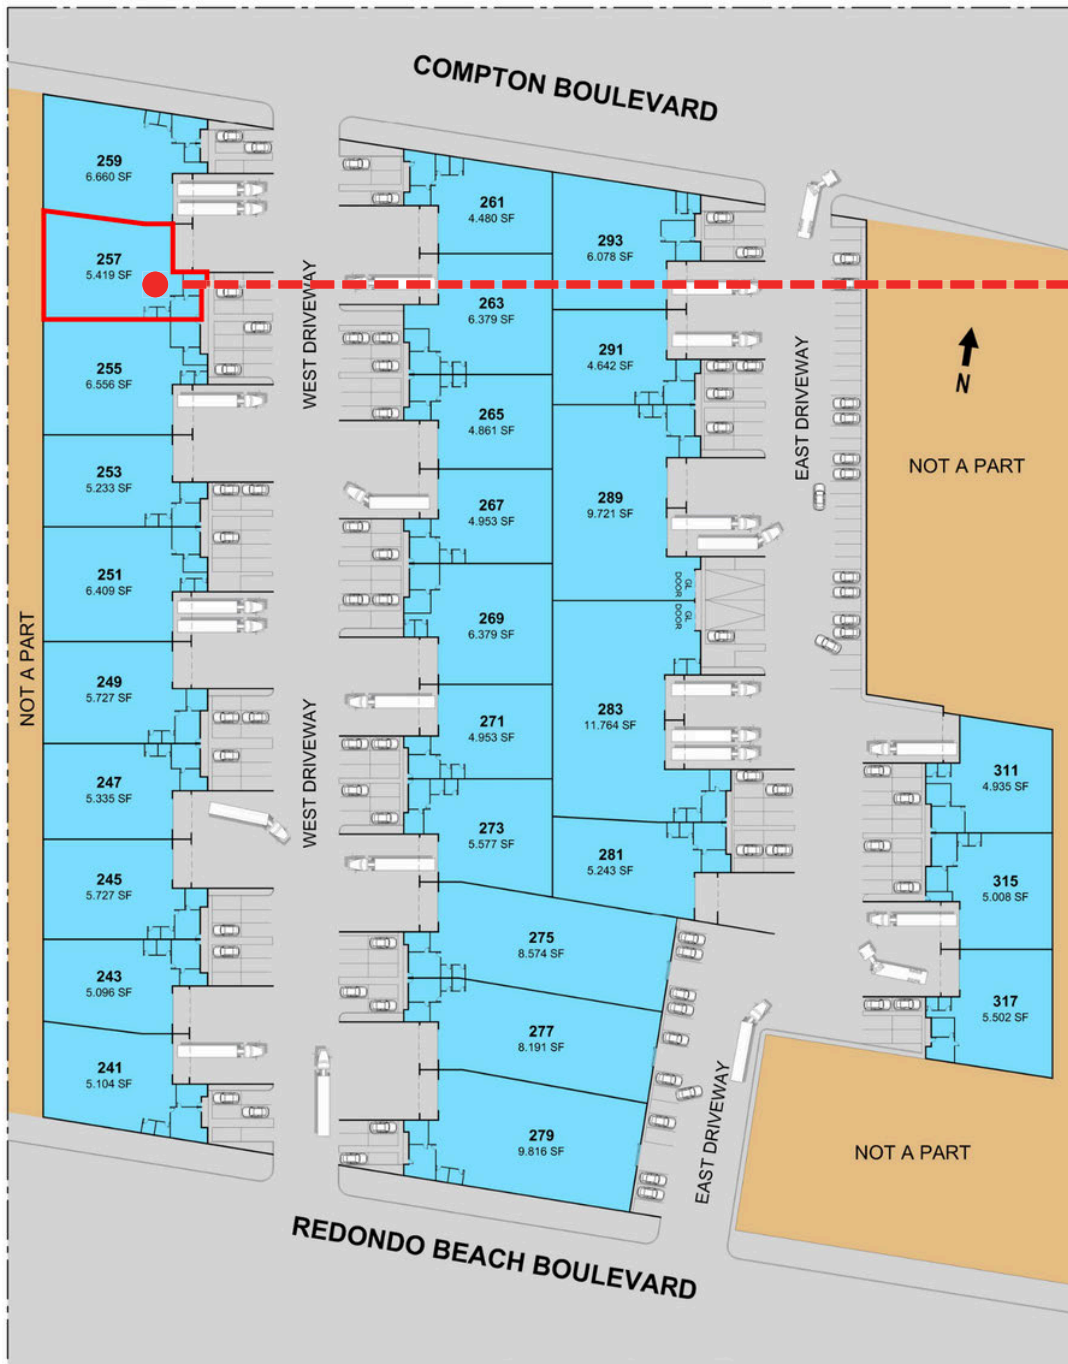 COMPTON BOULEVARD
259
6.660 SF
257
5.419 SF
255
6.556 SF
253
5.233 SF
251
6.409 SF
249
5.727 SF
247
5.335 SF
245
5.727 SF
243
5.096 SF
241
5.104 SF
NOT A PART
WEST DRIVEWAY
WEST DRIVEWAY
261
4.480 SF
263
6.379 SF
265
4.861 SF
267
4.953 SF
269
6.379 SF
271
4.953 SF
273
5.577 SF
275
8.574 SF
277
8.191 SF
279
9.816 SF
293
6.078 SF
291
4.642 SF
289
9.721 SF
GL
DOOR
GL
DOOR
283
11.764 SF
281
5.243 SF
EAST DRIVEWAY
EAST DRIVEWAY
N
NOT A PART
311
4.935 SF
315
5.008 SF
317
5.502 SF
NOT A PART
REDONDO BEACH BOULEVARD